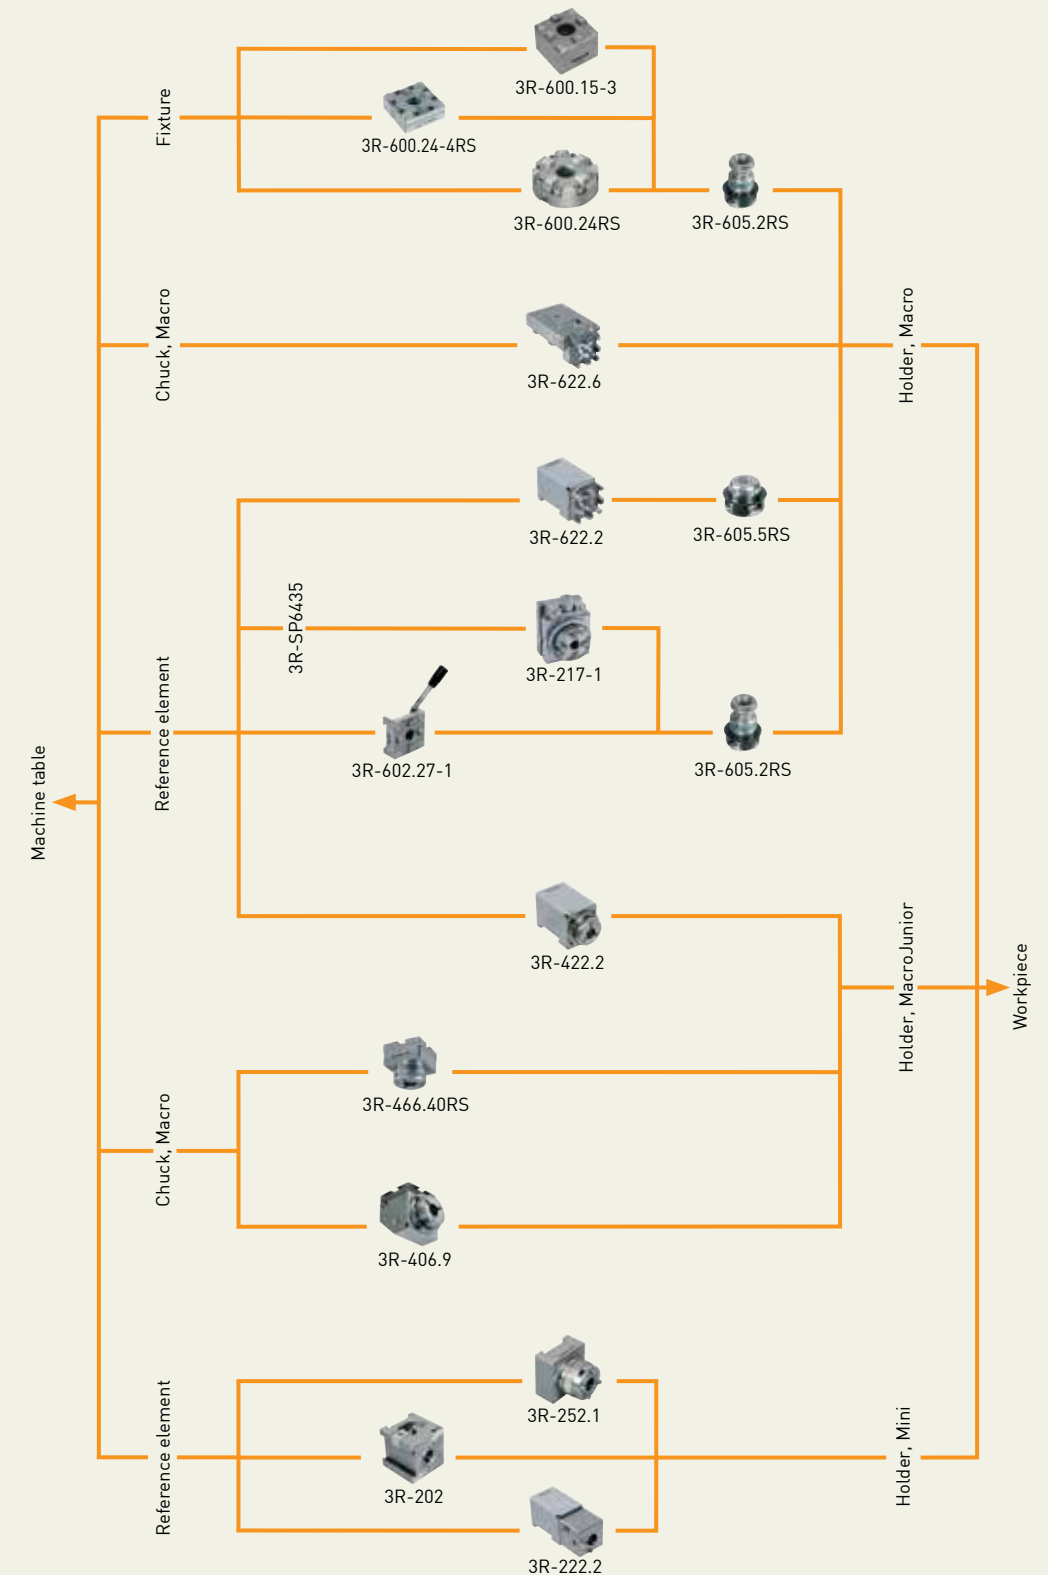 3R-600.15-3
Fixture
3R-600.24-4RS
3R-600.24RS
3R-605.2RS
Chuck, Macro
3R-622.6
Holder, Macro
3R-622.2
3R-605.5RS
3R-SP6435
3R-217-1
Reference element
3R-602.27-1
3R-605.2RS
Machine table
3R-422.2
Holder, MacroJunior
Workpiece
3R-466.40RS
Chuck, Macro
3R-406.9
3R-252.1
Reference element
3R-202
Holder, Mini
3R-222.2